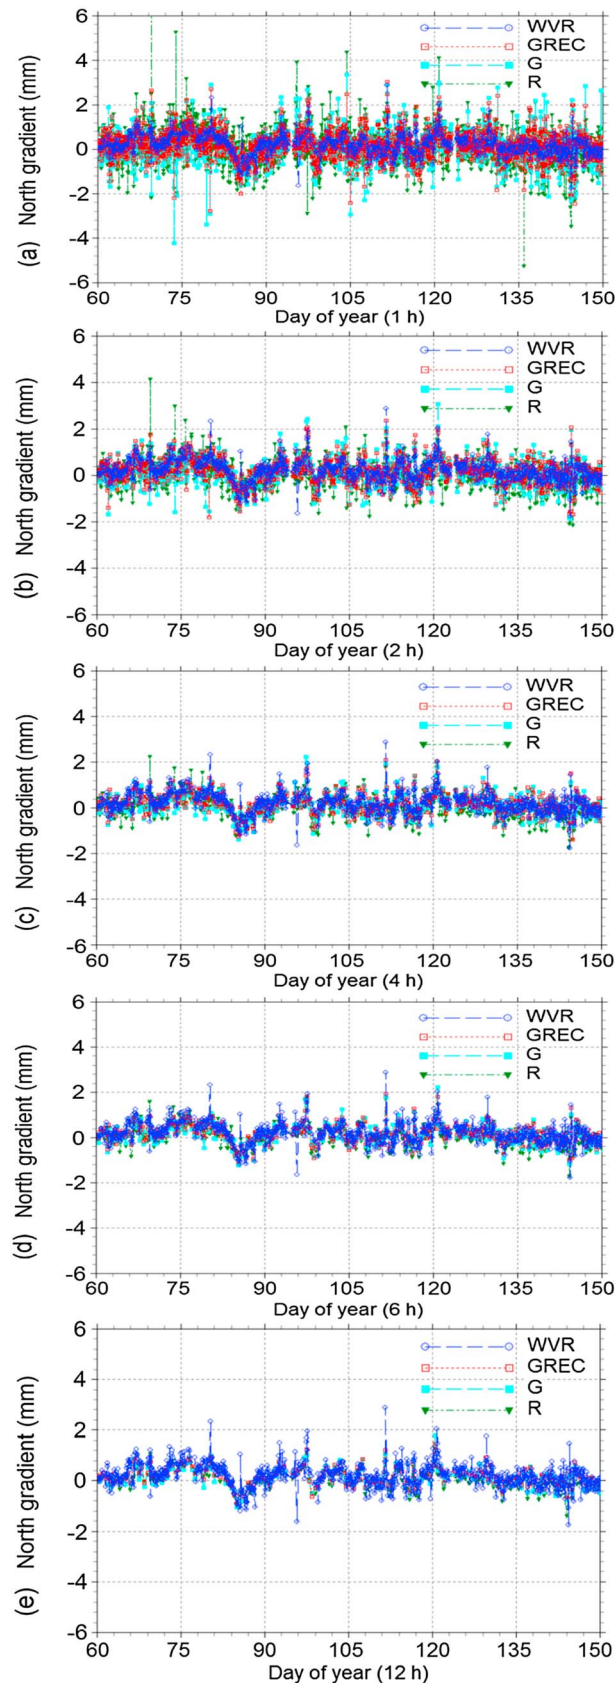 (a) North gradient (mm)
6
4
2
0
-2
-4
-6
WVR
GREC
G
R
60 75 90 105 120 135 150
Day of year (1 h)
(b) North gradient (mm)
6
4
2
0
-2
-4
-6
WVR
GREC
G
R
60 75 90 105 120 135 150
Day of year (2 h)
(c) North gradient (mm)
6
4
2
0
-2
-4
-6
WVR
GREC
G
R
60 75 90 105 120 135 150
Day of year (4 h)
(d) North gradient (mm)
6
4
2
0
-2
-4
-6
WVR
GREC
G
R
60 75 90 105 120 135 150
Day of year (6 h)
(e) North gradient (mm)
6
4
2
0
-2
-4
-6
WVR
GREC
G
R
60 75 90 105 120 135 150
Day of year (12 h)